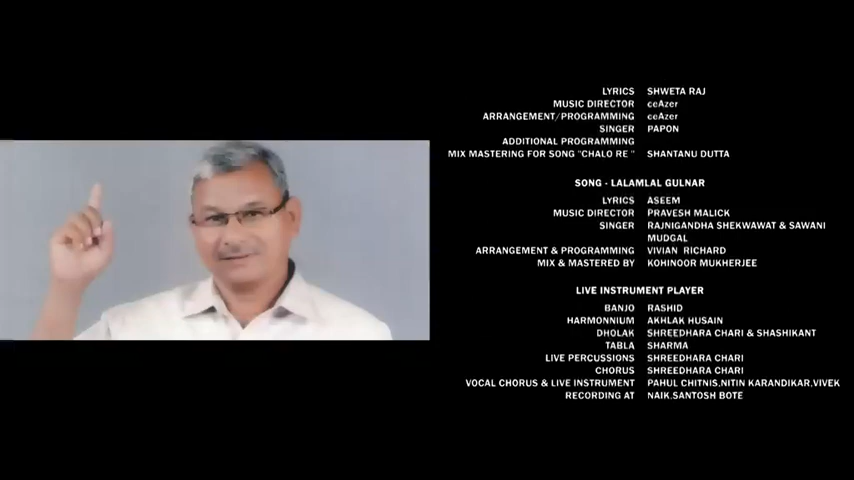 LYRICS SHWETA RAJ
MUSIC DIRECTOR ceAzer
ARRANGEMENT/PROGRAMMING ceAzer
SINGER PAPON
ADDITIONAL PROGRAMMING
MIX MASTERING FOR SONG "CHALO RE " SHANTANU DUTTA
SONG - LALAMLAL GULNAR
LYRICS ASEEM
MUSIC DIRECTOR PRAVESH MALICK
SINGER RAJNIGANDHA SHEKWAWAT & SAWANI
MUDGAL
ARRANGEMENT & PROGRAMMING VIVIAN RICHARD
MIX & MASTERED BY KOHINOOR MUKHERJEE
LIVE INSTRUMENT PLAYER
BANJO RASHID
HARMONNIUM AKHLAK HUSAIN
DHOLAK SHREEDHARA CHARI & SHASHIKANT
TABLA SHARMA
LIVE PERCUSSIONS SHREEDHARA CHARI
CHORUS SHREEDHARA CHARI
VOCAL CHORUS & LIVE INSTRUMENT PAHUL CHITNIS,NITIN KARANDIKAR,VIVEK
RECORDING AT NAIK,SANTOSH BOTE